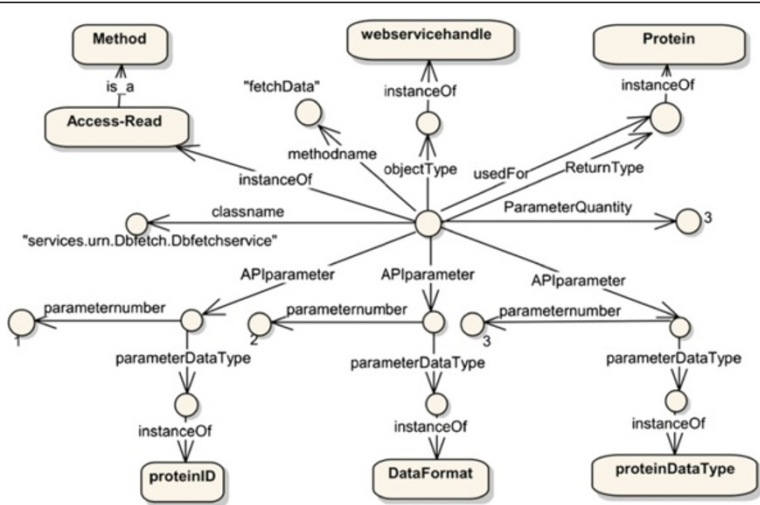 Method
webservicehandle
Protein
is_a
"fetchData"
instanceOf
instanceOf
Access-Read
methodname
objectType
usedFor
ReturnType
instanceOf
classname
ParameterQuantity
3
"services.urn.Dbfetch.Dbfetchservice"
APIparameter
APIparameter
APIparameter
parameternumber
parameternumber
parameternumber
1
2
3
parameterDataType
parameterDataType
parameterDataType
instanceOf
instanceOf
instanceOf
proteinID
DataFormat
proteinDataType